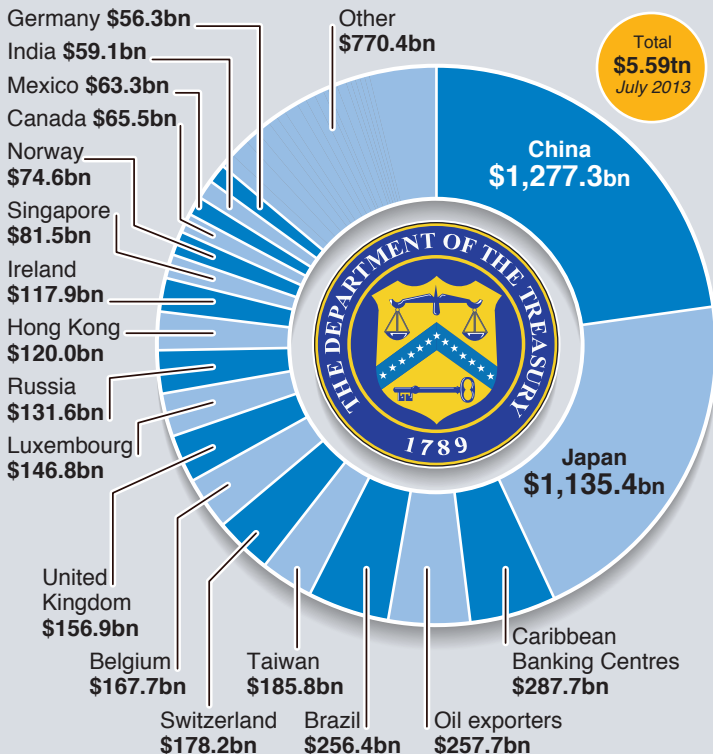 Germany $56.3bn
India $59.1bn
Mexico $63.3bn
Canada $65.5bn
Norway
$74.6bn
Singapore
$81.5bn
Ireland
$117.9bn
Hong Kong
$120.0bn
Russia
$131.6bn
Luxembourg
$146.8bn
United
Kingdom
$156.9bn
Belgium
$167.7bn
Switzerland
$178.2bn
Taiwan
$185.8bn
Brazil
$256.4bn
Oil exporters
$257.7bn
Caribbean
Banking Centres
$287.7bn
Japan
$1,135.4bn
China
$1,277.3bn
Other
$770.4bn
Total
$5.59tn
July 2013
THE DEPARTMENT OF THE TREASURY
1789